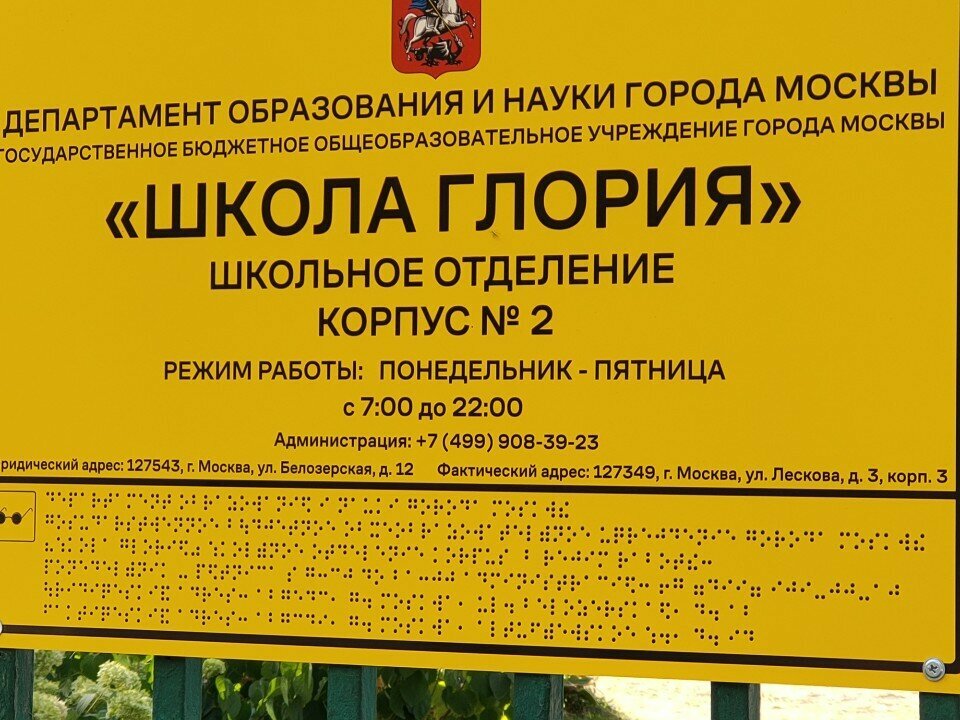 ДЕПАРТАМЕНТ ОБРАЗОВАНИЯ И НАУКИ ГОРОДА МОСКВЫ
ГОСУДАРСТВЕННОЕ БЮДЖЕТНОЕ ОБЩЕОБРАЗОВАТЕЛЬНОЕ УЧРЕЖДЕНИЕ ГОРОДА МОСКВЫ
«ШКОЛА ГЛОРИЯ»
ШКОЛЬНОЕ ОТДЕЛЕНИЕ
КОРПУС № 2
РЕЖИМ РАБОТЫ: ПОНЕДЕЛЬНИК - ПЯТНИЦА
с 7:00 до 22:00
Администрация: +7 (499) 908-39-23
ридический адрес: 127543, г. Москва, ул. Белозерская, д. 12 Фактический адрес: 127349, г. Москва, ул. Лескова, д. 3, корп. 3